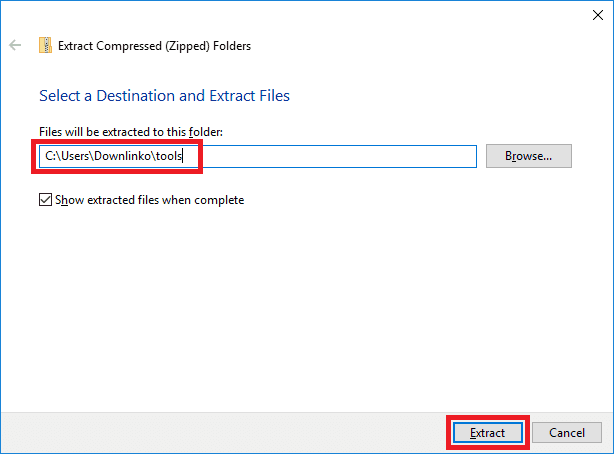 Extract Compressed (Zipped) Folders
Select a Destination and Extract Files
Files will be extracted to this folder:
C:\Users\Downlinko\tools
Browse...
Show extracted files when complete
Extract
Cancel